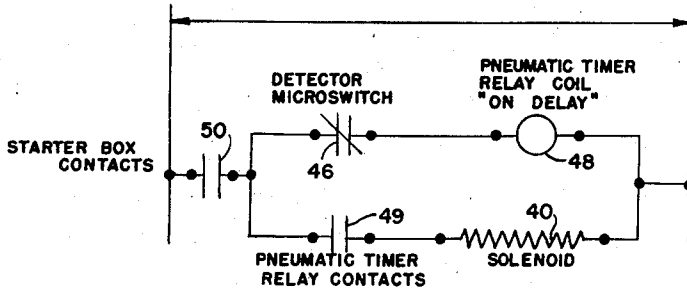 PNEUMATIC TIMER
RELAY COIL
"ON DELAY"
DETECTOR
MICROSWITCH
50
46
48
STARTER BOX
CONTACTS
49
40
PNEUMATIC TIMER
RELAY CONTACTS
SOLENOID